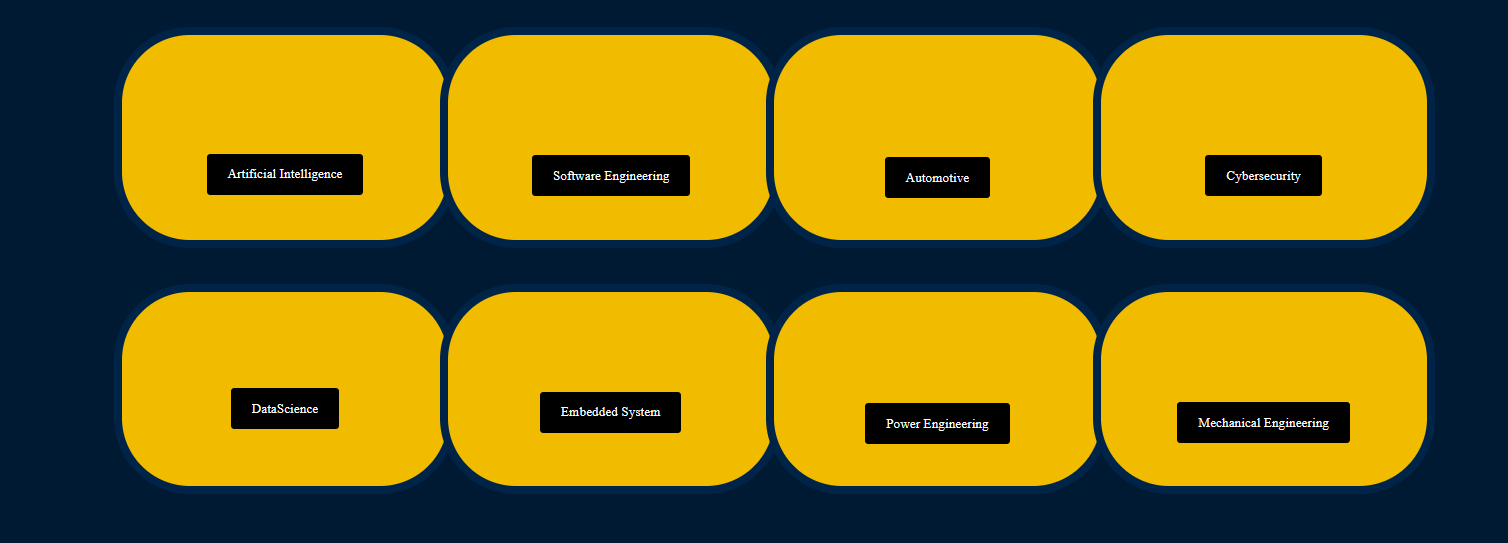 Artificial Intelligence
Software Engineering
Automotive
Cybersecurity
DataScience
Embedded System
Power Engineering
Mechanical Engineering